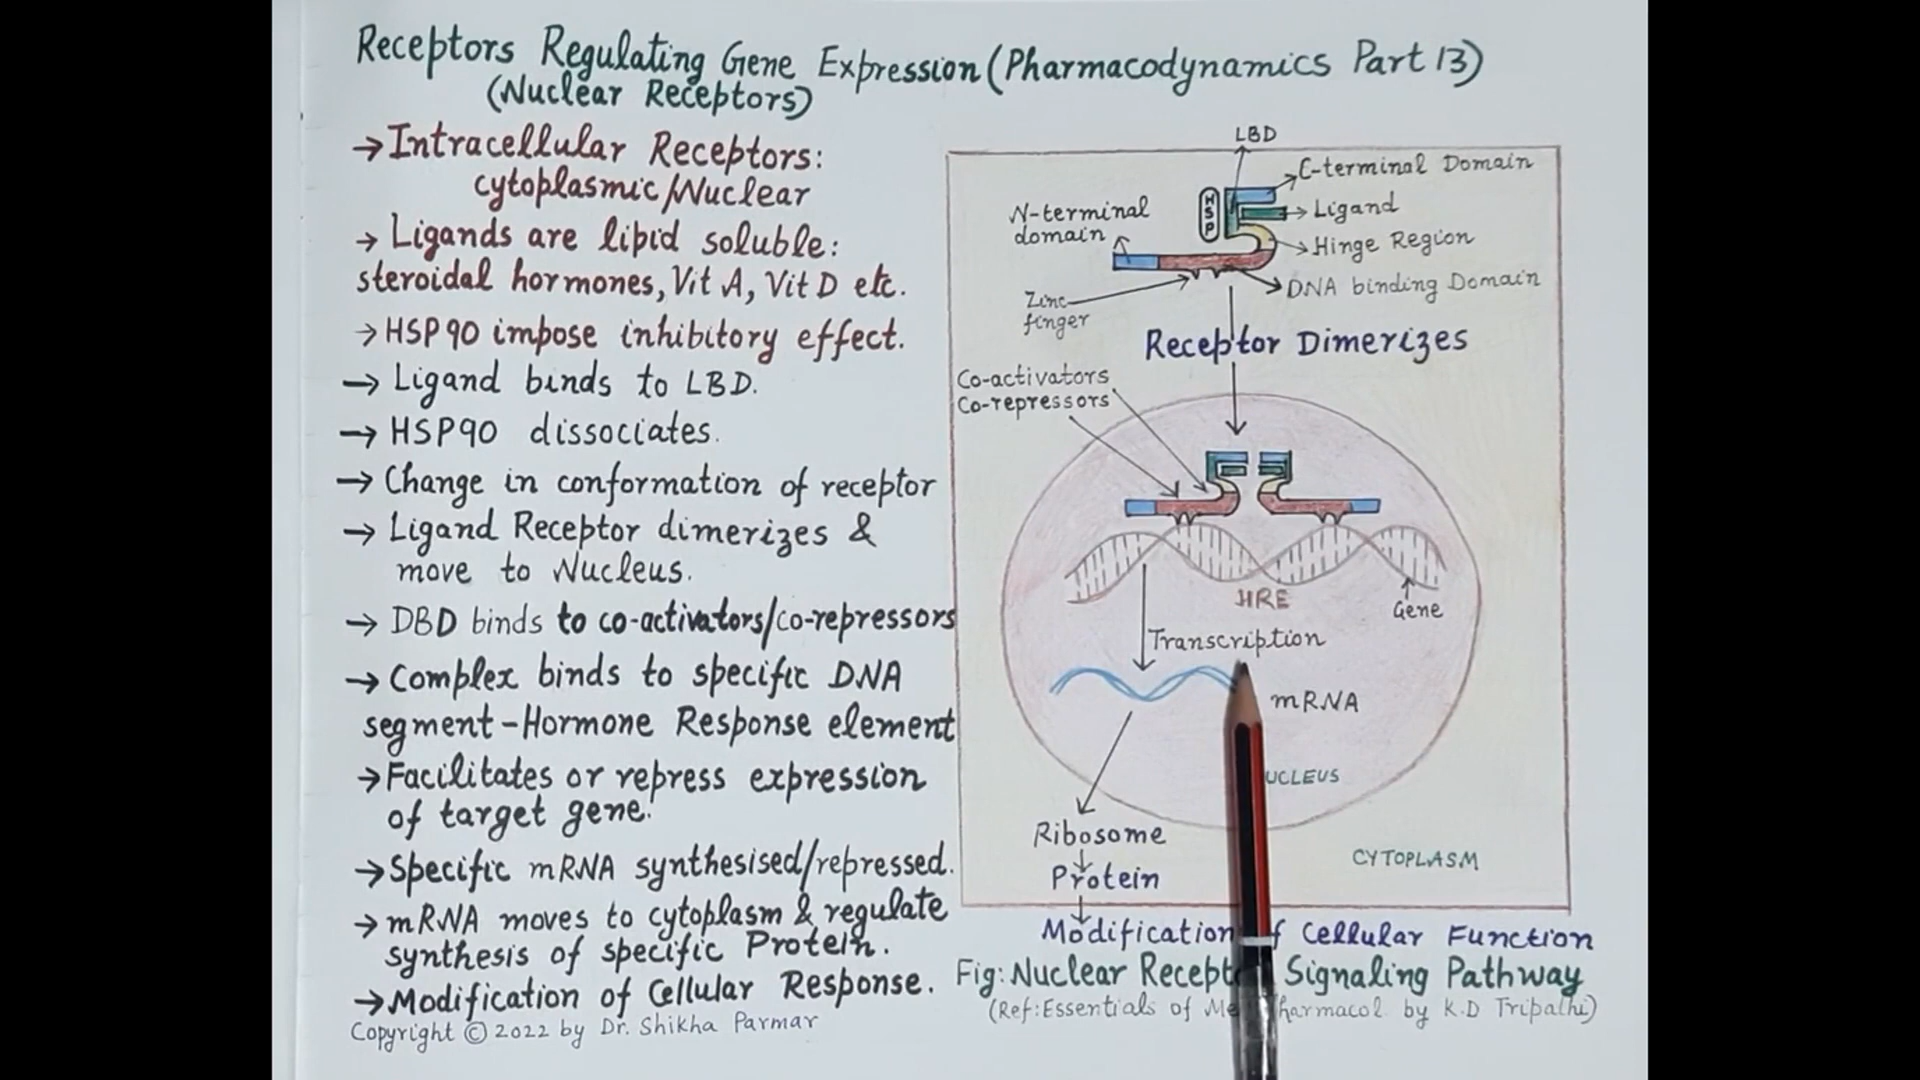 Receptors Regulating Gene Expression (Pharmacodynamics Part 13)
(Nuclear Receptors)
→ Intracellular Receptors:
cytoplasmic/Nuclear
→ Ligands are lipid soluble:
steroidal hormones, Vit A, Vit D etc.
→ HSP90 impose inhibitory effect.
→ Ligand binds to LBD.
→ HSP90 dissociates.
→ Change in conformation of receptor
→ Ligand Receptor dimerizes &
move to Nucleus.
→ DBD binds to co-activators/co-repressors
→ Complex binds to specific DNA
segment - Hormone Response element
→ Facilitates or repress expression
of target gene.
→ Specific mRNA synthesised/repressed.
→ mRNA moves to cytoplasm & regulate
synthesis of specific Protein.
→ Modification of Cellular Response.
Copyright © 2022 by Dr. Shikha Parmar
LBD
C-terminal Domain
HSP
Ligand
N-terminal
domain
Hinge Region
DNA binding Domain
Zinc
finger
Receptor Dimerizes
Co-activators
Co-repressors
HRE
Gene
Transcription
mRNA
UCLEUS
Ribosome
CYTOPLASM
Protein
Modification f Cellular Function
Fig: Nuclear Recept Signaling Pathway
(Ref: Essentials of Me harmacol. by K.D Tripathi)